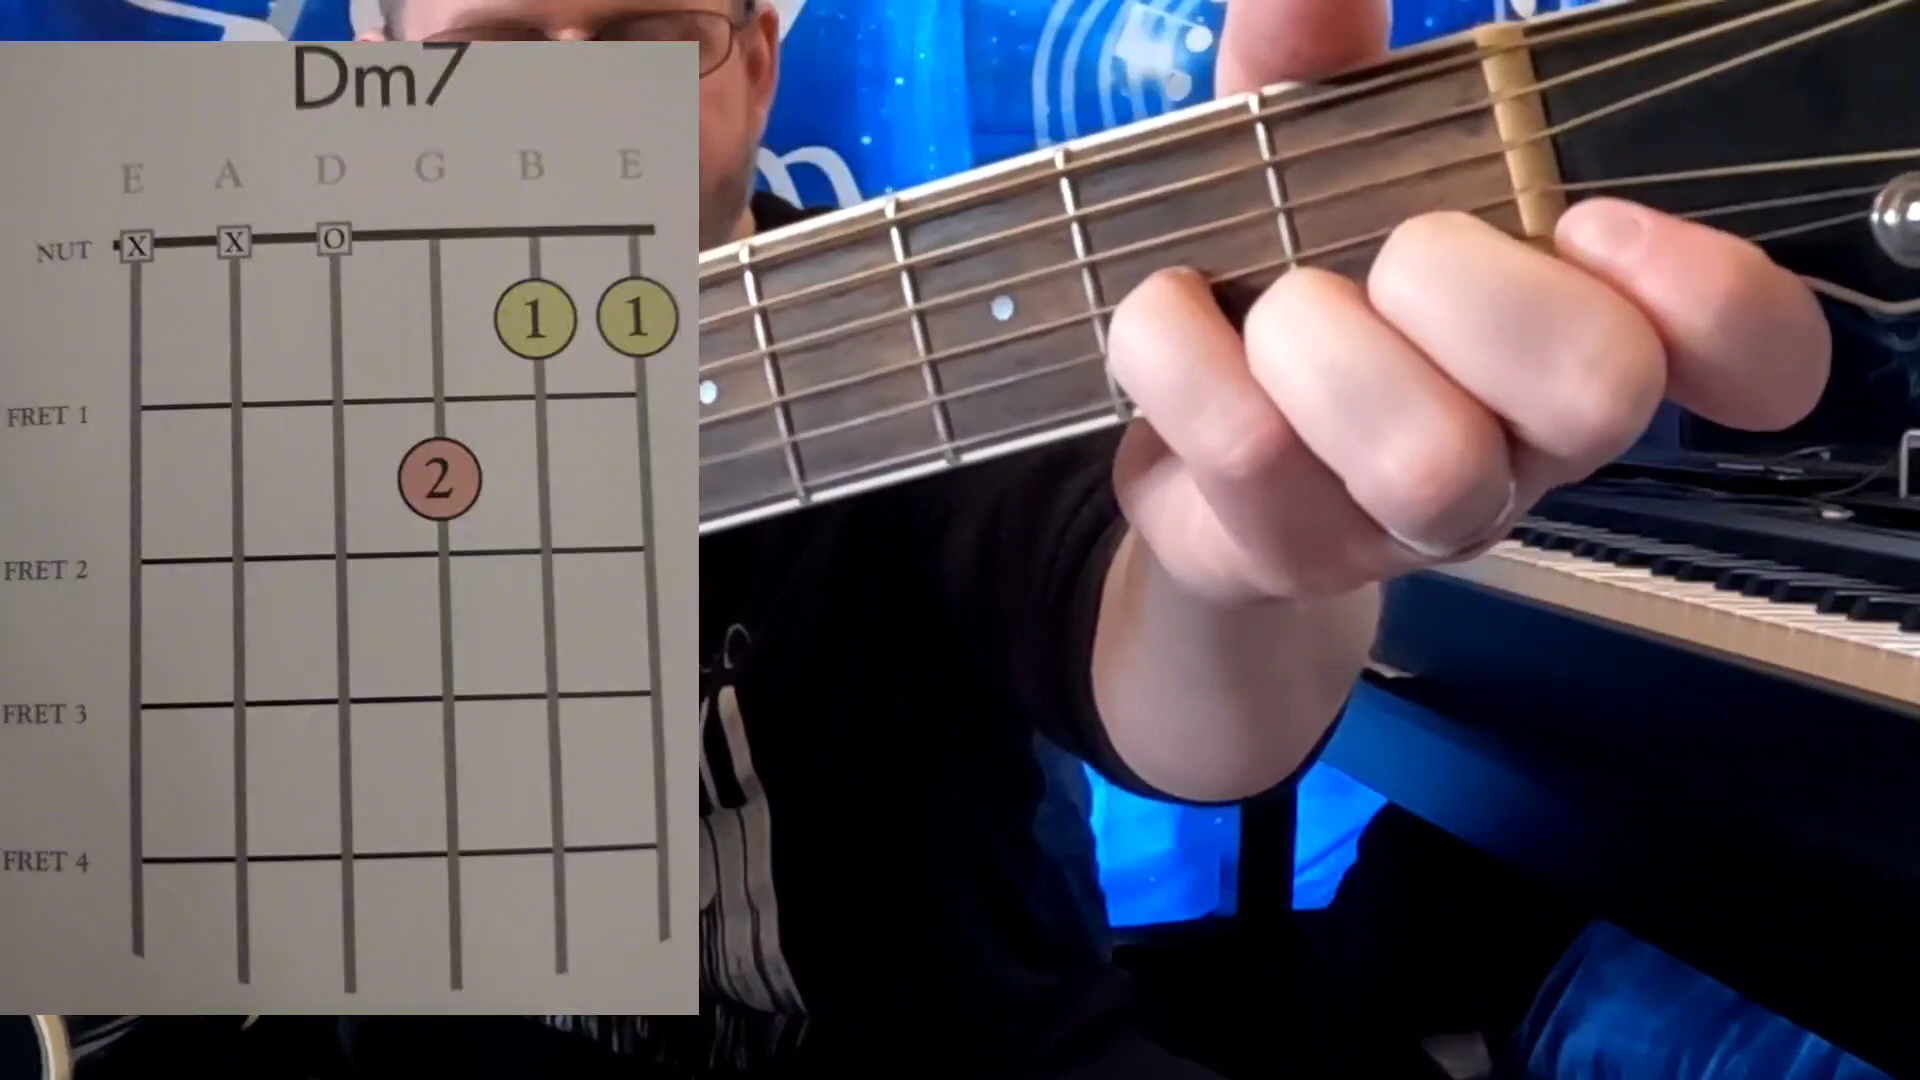 Dm7
E A D G B E
NUT X X O
1 1
FRET 1
2
FRET 2
FRET 3
FRET 4